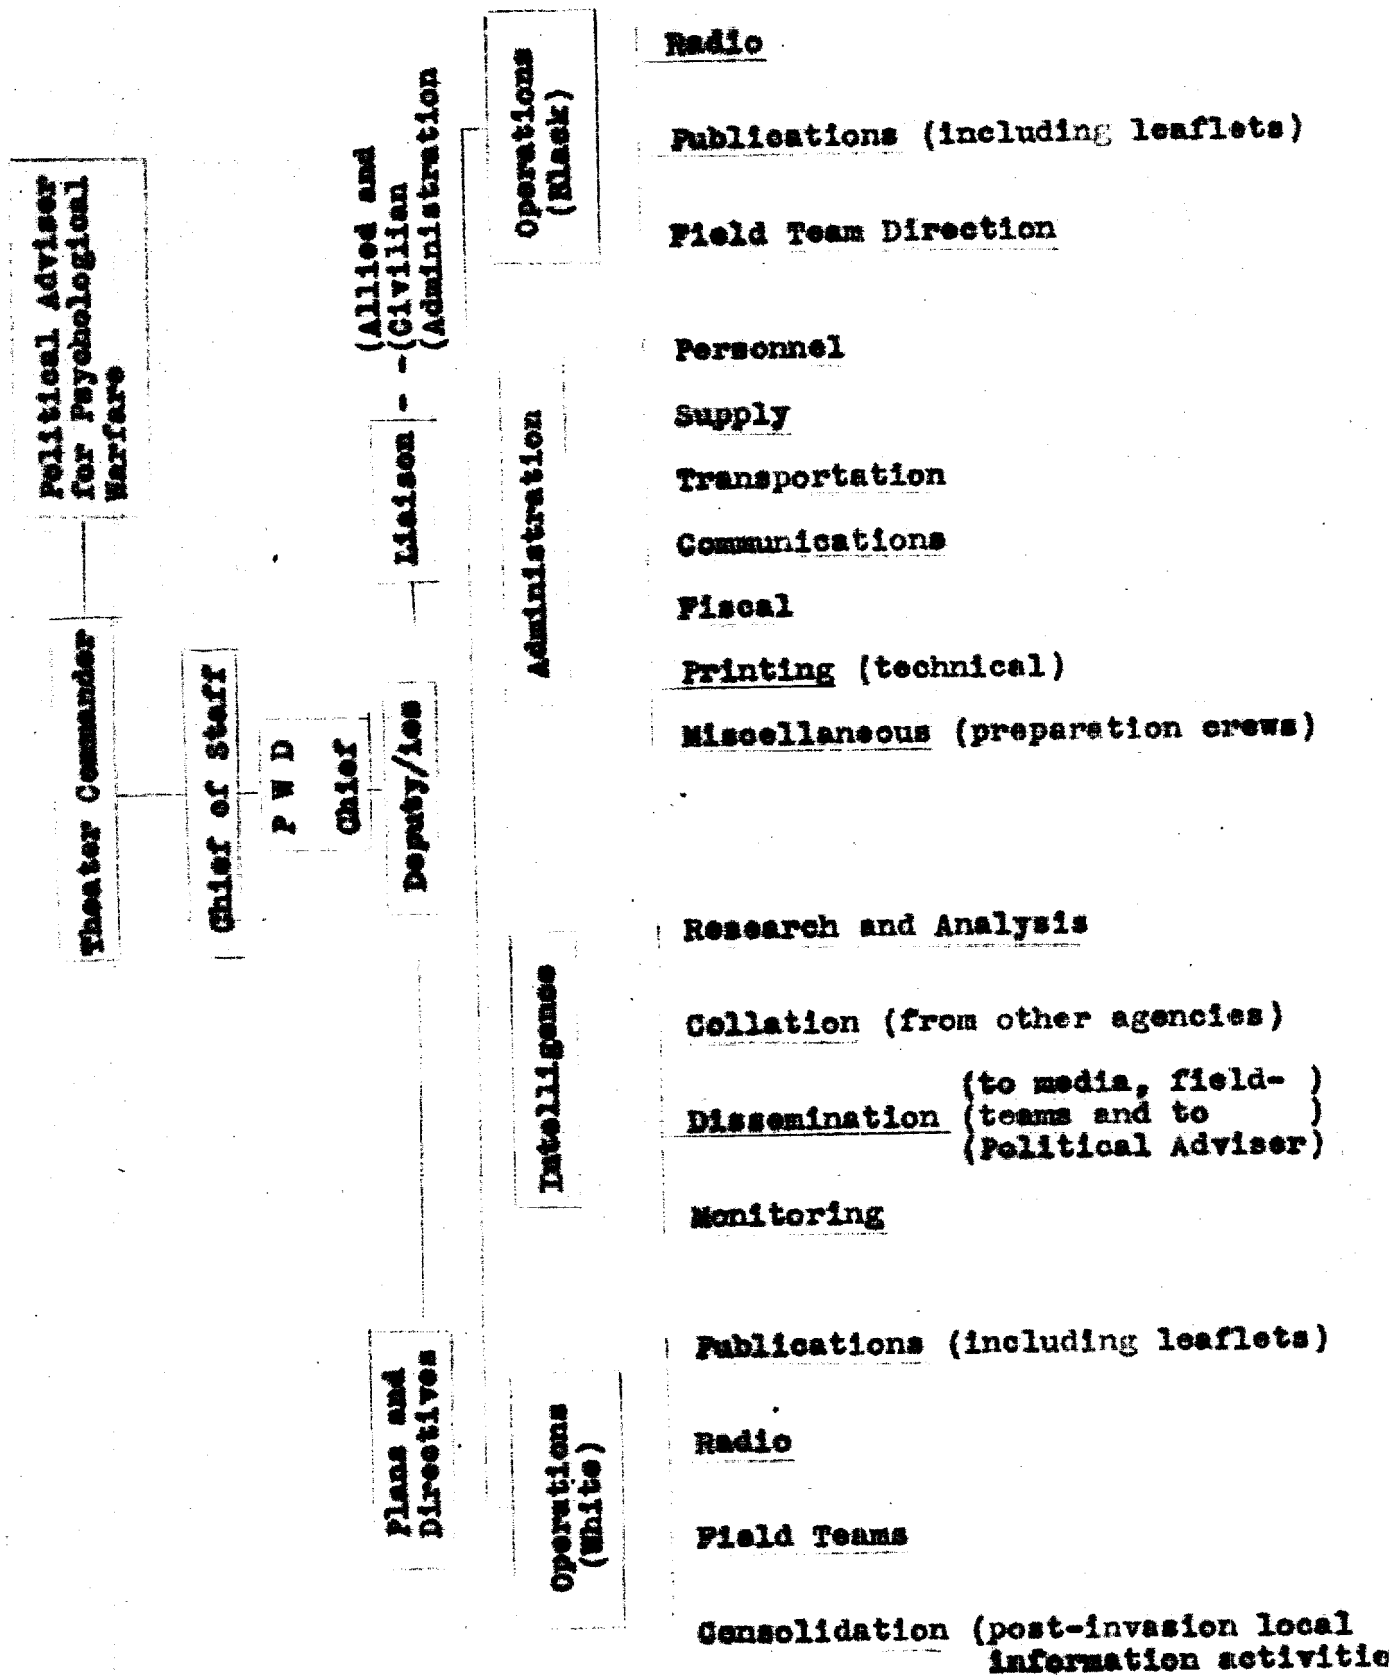 Political Adviser
for Psychological
Warfare
Theater Commander
Chief of Staff
P W D
Chief
Deputy/ies
Liaison - -
(Allied and
(Civilian
(Administration
Plans and
Directives
Operations
(Black)
Radio
Publications (including leaflets)
Field Team Direction
Administration
Personnel
Supply
Transportation
Communications
Fiscal
Printing (technical)
Miscellaneous (preparation crews)
Intelligence
Research and Analysis
Collation (from other agencies)
(to media, field- )
Dissemination (teams and to )
(Political Adviser)
Monitoring
Operations
(White)
Publications (including leaflets)
Radio
Field Teams
Consolidation (post-invasion local
information activitie